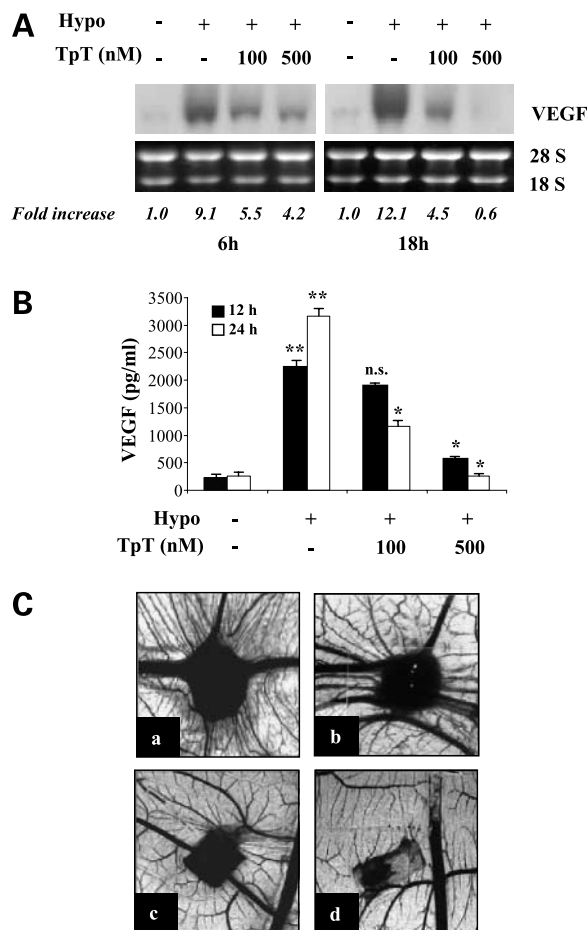 A
Hypo - + + + - + + +
TpT (nM) - - 100 500 - - 100 500
VEGF
28 S
18 S
Fold increase 1.0 9.1 5.5 4.2 1.0 12.1 4.5 0.6
6h 18h
B
VEGF (pg/ml)
3500
3000
2500
2000
1500
1000
500
0
12 h
24 h
** ** n.s. * * *
Hypo - + + +
TpT (nM) - - 100 500
C
a b
c d